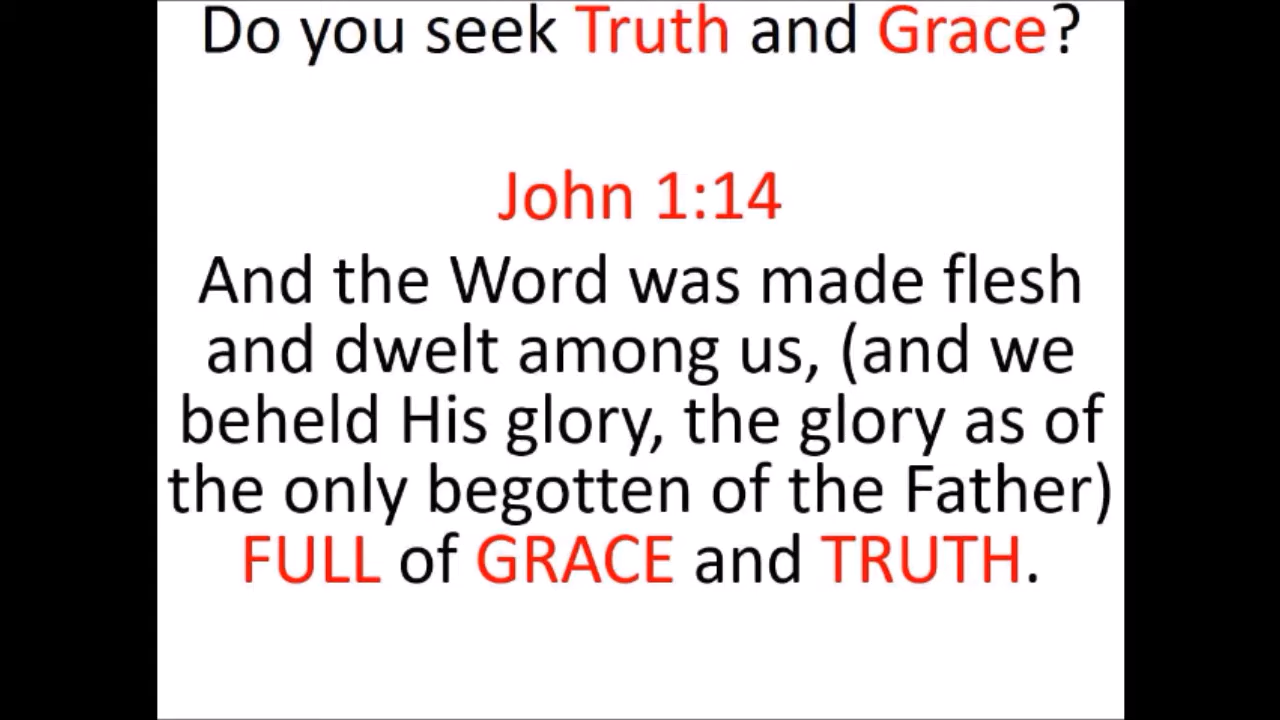 Do you seek Truth and Grace?
John 1:14
And the Word was made flesh
and dwelt among us, (and we
beheld His glory, the glory as of
the only begotten of the Father)
FULL of GRACE and TRUTH.